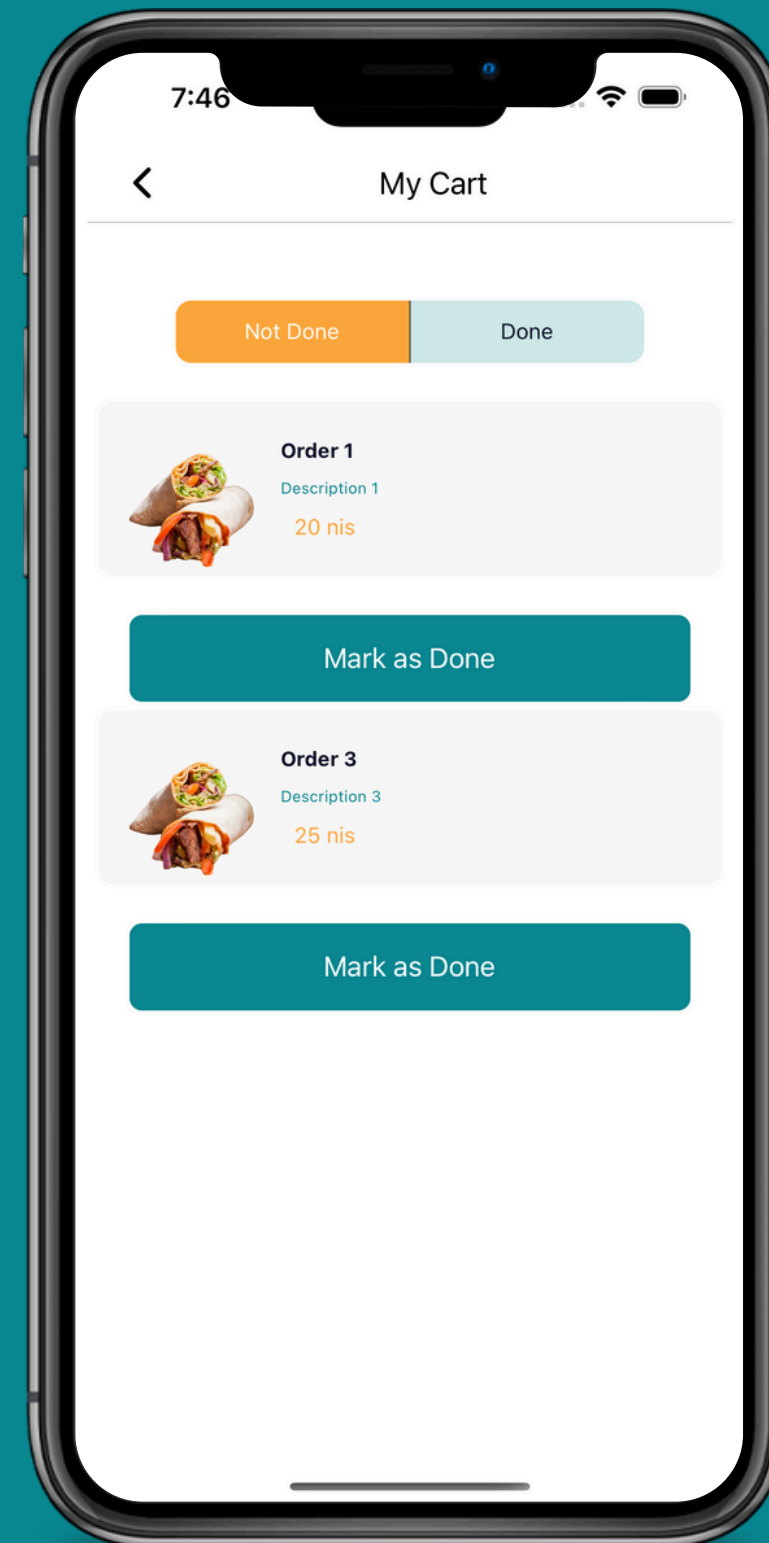 7:46
My Cart
Not Done
Done
Order 1
Description 1
20 nis
Mark as Done
Order 3
Description 3
25 nis
Mark as Done